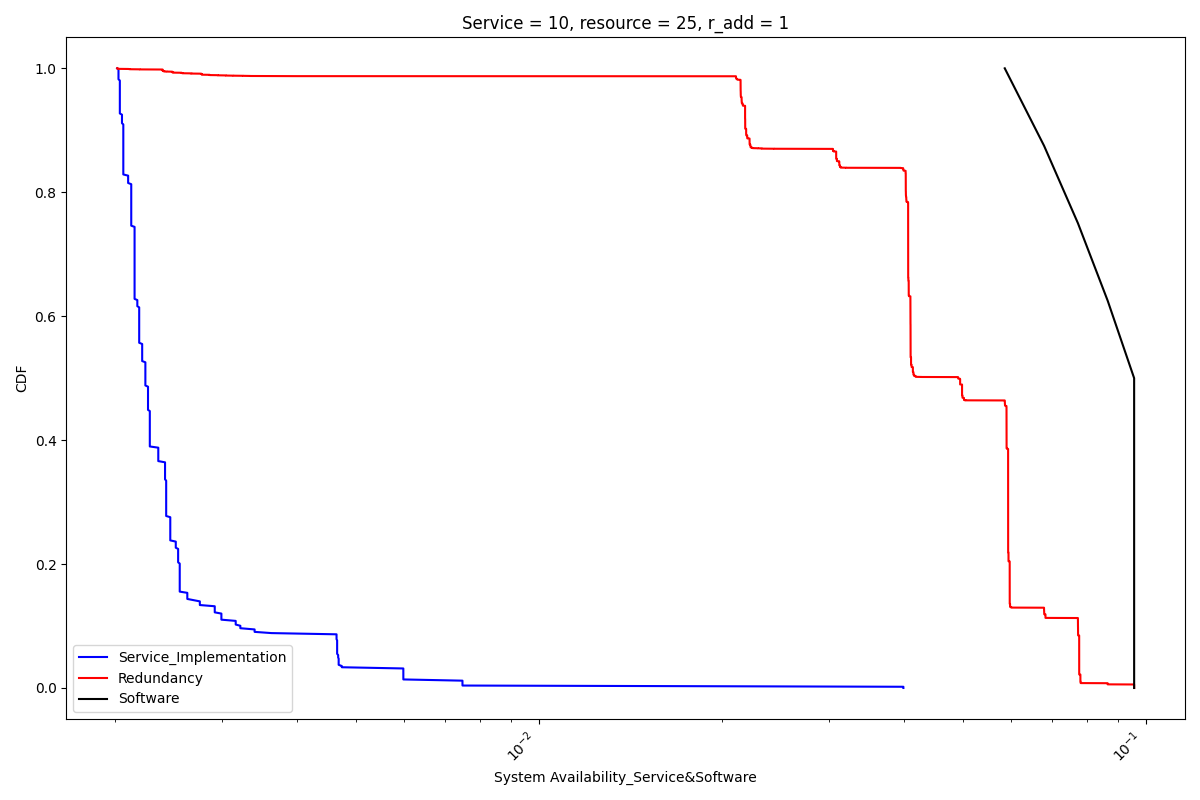 Service = 10, resource = 25, r_add = 1
CDF
1.0
0.8
0.6
0.4
0.2
0.0
Service_Implementation
Redundancy
Software
10⁻² 10⁻¹
System Availability_Service&Software